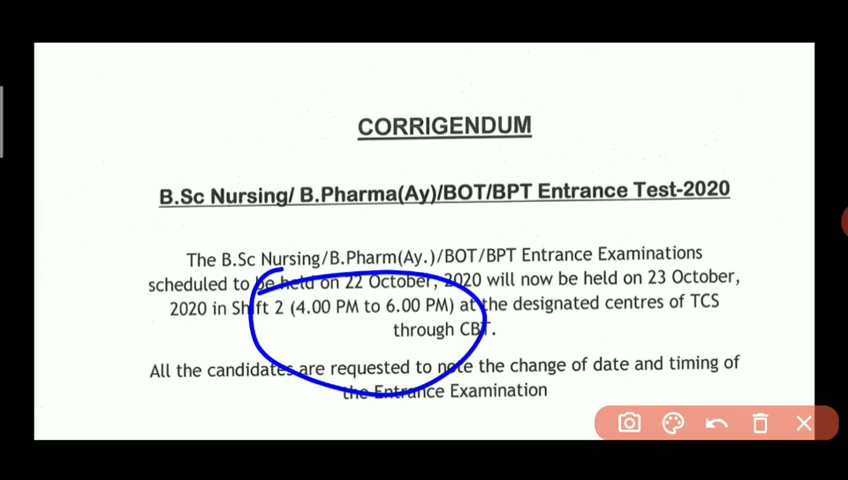 CORRIGENDUM
B.Sc Nursing/ B.Pharma(Ay)/BOT/BPT Entrance Test-2020
The B.Sc Nursing/B.Pharm(Ay.)/BOT/BPT Entrance Examinations
scheduled to be held on 22 October, 2020 will now be held on 23 October,
2020 in Shift 2 (4.00 PM to 6.00 PM) at the designated centres of TCS
through CBT.
All the candidates are requested to note the change of date and timing of
the Entrance Examination